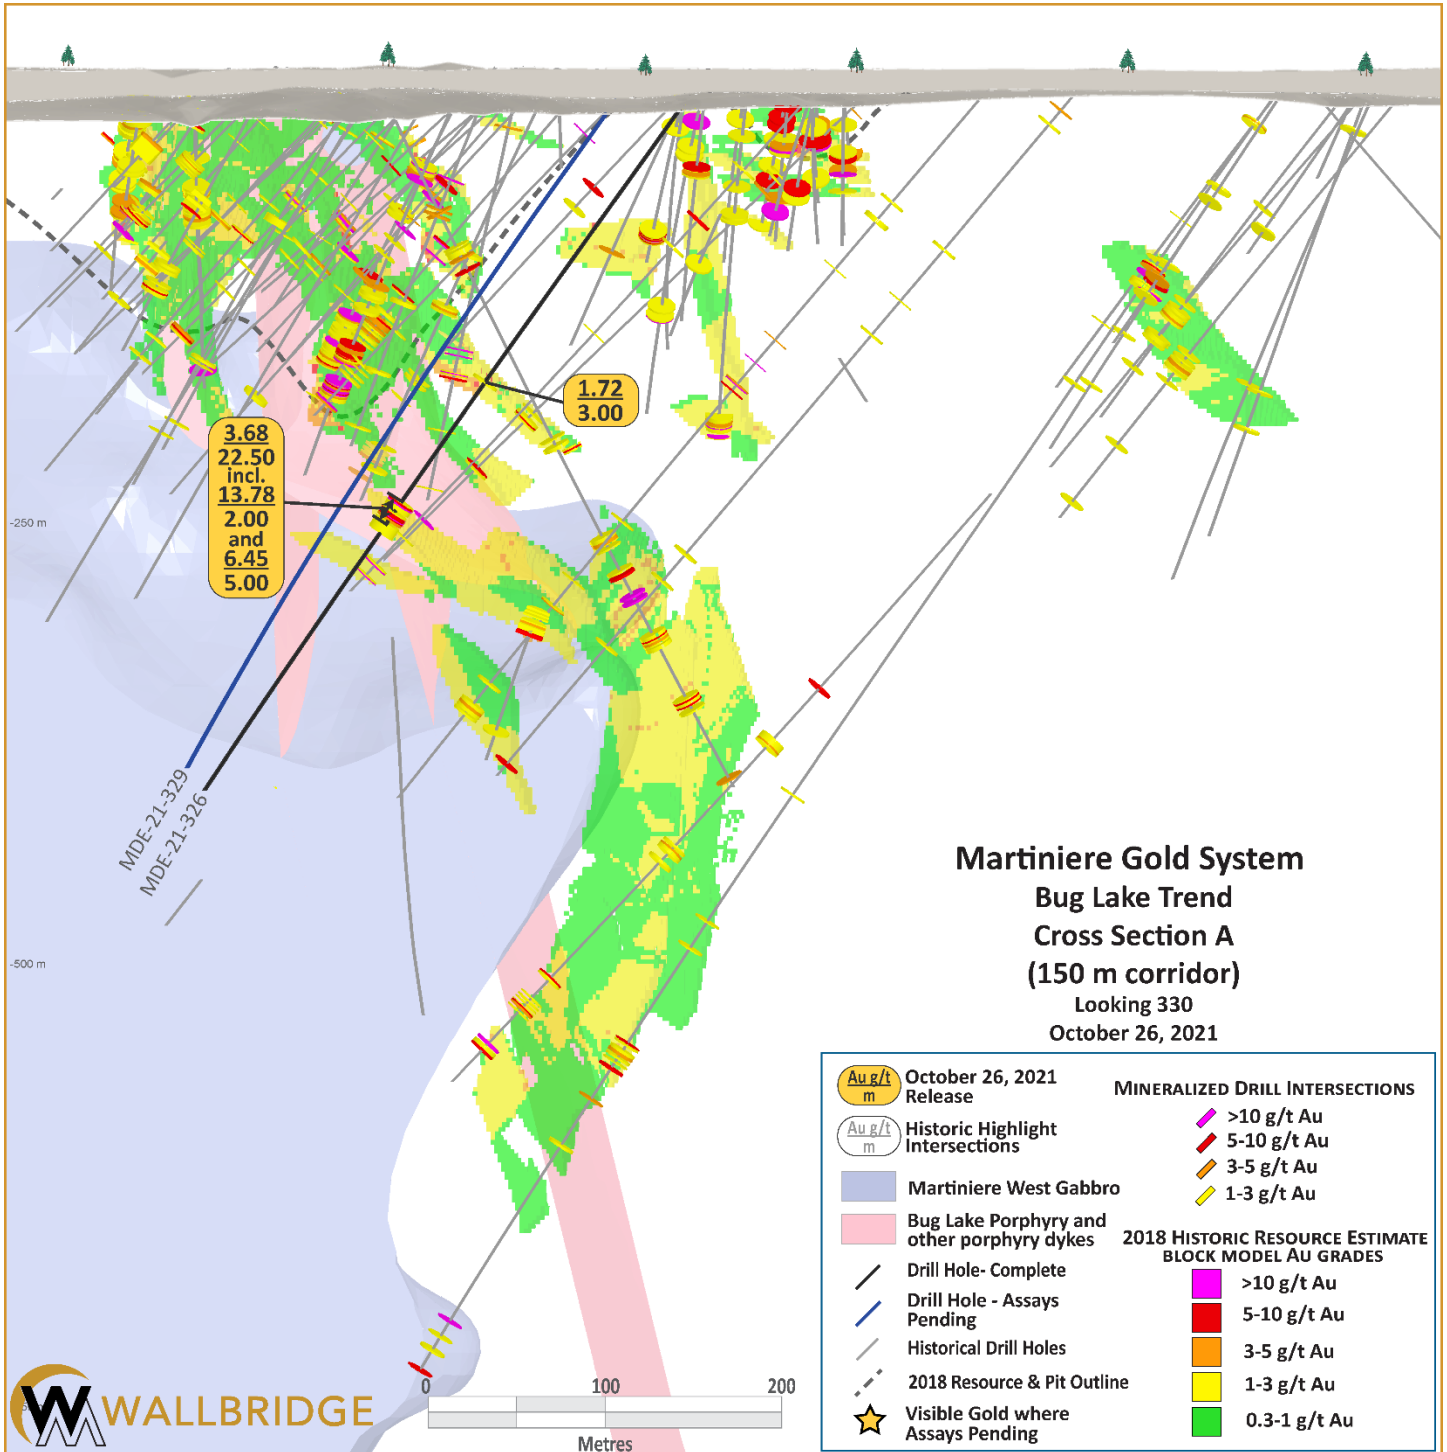 1.72
3.00
3.68
22.50
incl.
13.78
2.00
and
6.45
5.00
-250 m
MDE-21-329
MDE-21-326
-500 m
Martiniere Gold System
Bug Lake Trend
Cross Section A
(150 m corridor)
Looking 330
October 26, 2021
Au g/t
m
October 26, 2021
Release
Au g/t
m
Historic Highlight
Intersections
Martiniere West Gabbro
Bug Lake Porphyry and
other porphyry dykes
Drill Hole- Complete
Drill Hole - Assays
Pending
Historical Drill Holes
2018 Resource & Pit Outline
Visible Gold where
Assays Pending
MINERALIZED DRILL INTERSECTIONS
>10 g/t Au
5-10 g/t Au
3-5 g/t Au
1-3 g/t Au
2018 HISTORIC RESOURCE ESTIMATE
BLOCK MODEL AU GRADES
>10 g/t Au
5-10 g/t Au
3-5 g/t Au
1-3 g/t Au
0.3-1 g/t Au
WALLBRIDGE
0 100 200
Metres